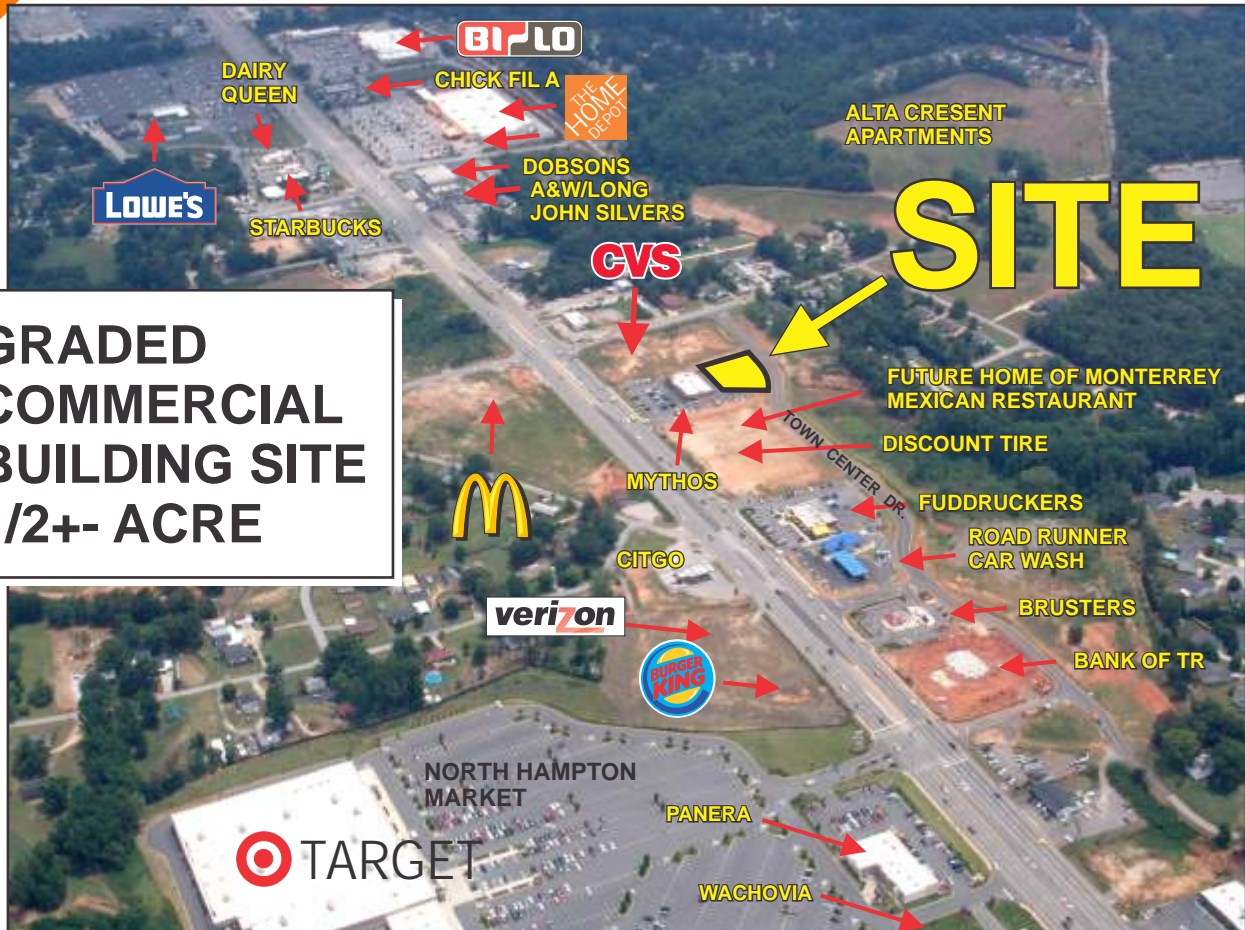 BI-LO
DAIRY
QUEEN
CHICK FIL A
THE
HOME
DEPOT
ALTA CRESENT
APARTMENTS
LOWE'S
STARBUCKS
DOBSONS
A&W/LONG
JOHN SILVERS
SITE
CVS
GRADED
COMMERCIAL
BUILDING SITE
/2+- ACRE
FUTURE HOME OF MONTERREY
MEXICAN RESTAURANT
TOWN CENTER DR.
DISCOUNT TIRE
MYTHOS
FUDDRUCKERS
ROAD RUNNER
CAR WASH
CITGO
verizon
BRUSTERS
BURGER
KING
BANK OF TR
NORTH HAMPTON
MARKET
PANERA
TARGET
WACHOVIA